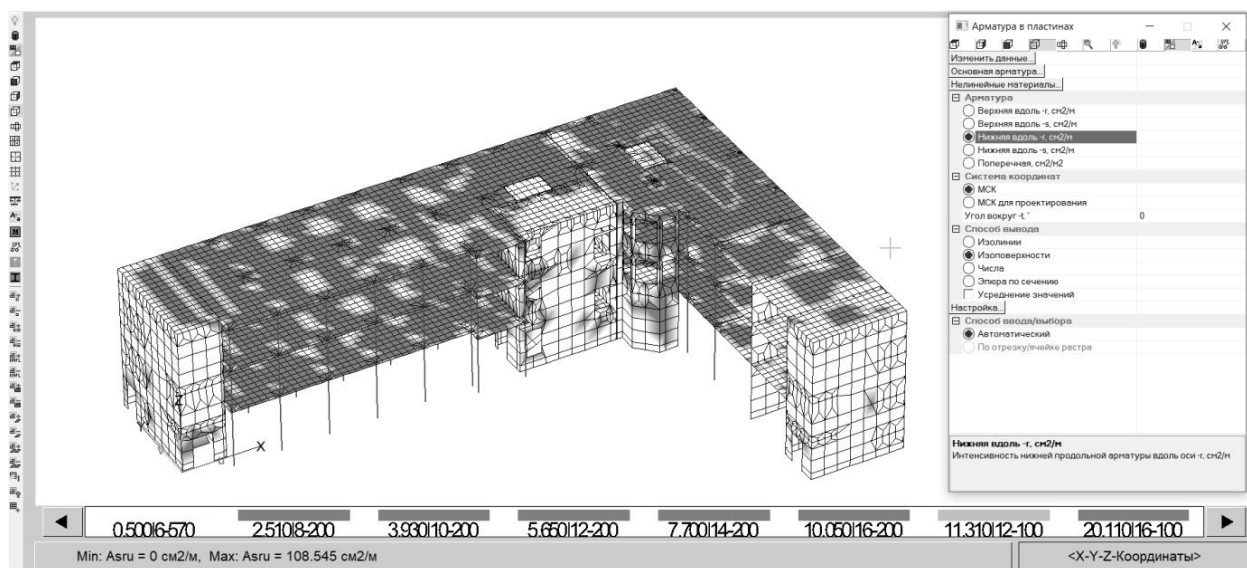 Арматура в пластинах
Изменить данные...
Основная арматура...
Нелинейные материалы...
Арматура
Верхняя вдоль -r, см2/м
Верхняя вдоль -s, см2/м
Нижняя вдоль -r, см2/м
Нижняя вдоль -s, см2/м
Поперечная, см2/м2
Система координат
МСК
МСК для проектирования
Угол вокруг -t, ° 0
Способ вывода
Изолинии
Изоповерхности
Числа
Эпюра по сечению
Усреднение значений
Настройка...
Способ ввода/выбора
Автоматический
По отрезку/ячейке растра
Нижняя вдоль -r, см2/м
Интенсивность нижней продольной арматуры вдоль оси -r, см2/м
Z
Y
X
0.500|6-570 2.510|8-200 3.930|10-200 5.650|12-200 7.700|14-200 10.050|16-200 11.310|12-100 20.110|16-100
Min: Asru = 0 см2/м, Max: Asru = 108.545 см2/м
<X-Y-Z-Координаты>